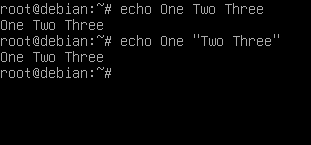 root@debian:~# echo One Two Three
One Two Three
root@debian:~# echo One "Two Three"
One Two Three
root@debian:~#